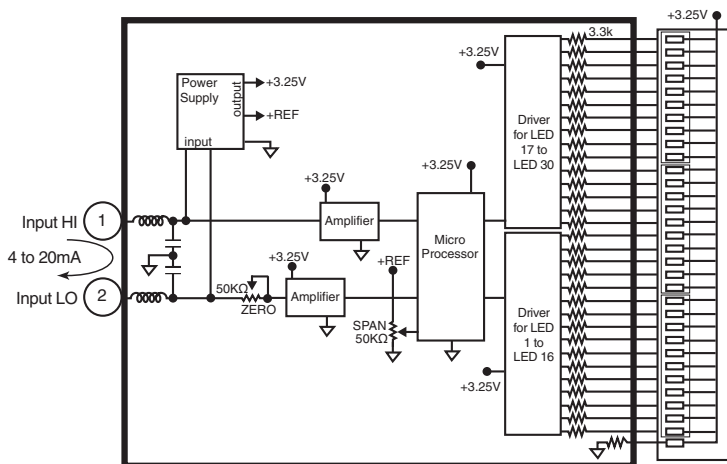 +3.25V
3.3k
+3.25V
Power
Supply
output
+3.25V
+REF
input
Driver
for LED
17 to
LED 30
+3.25V
+3.25V
Input HI
1
Amplifier
Micro
Processor
4 to 20mA
+3.25V
+REF
Input LO
2
50KΩ
ZERO
Amplifier
SPAN
50KΩ
Driver
for LED
1 to
LED 16
+3.25V